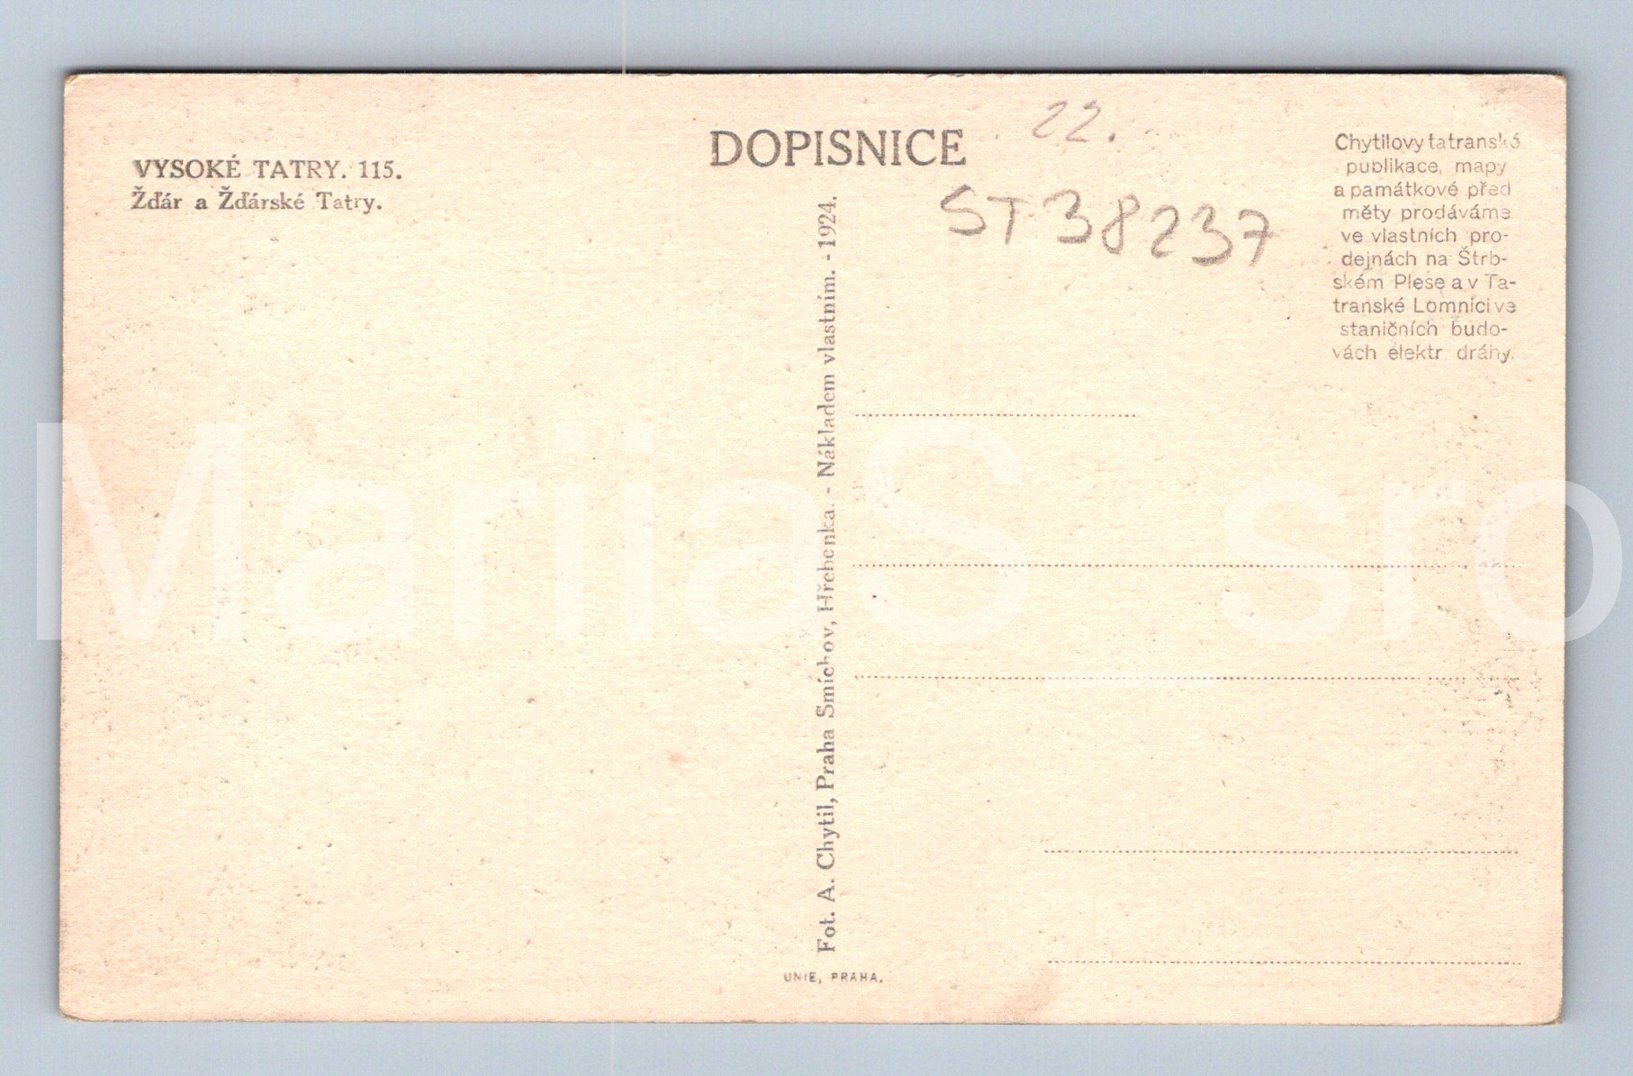 VYSOKÉ TATRY. 115.
Žďár a Žďárské Tatry.
DOPISNICE
22.
ST38237
Chytilovy tatranské
publikace, mapy
a památkové před
měty prodáváme
ve vlastních pro-
dejnách na Štrb-
ském Plese a v Ta-
transké Lomnici ve
staničních budo-
vách elektr. dráhy.
Fot. A. Chytil, Praha Smíchov, Hřebenka. - Nákladem vlastním. - 1924.
UNIE, PRAHA.
MariiaS sro